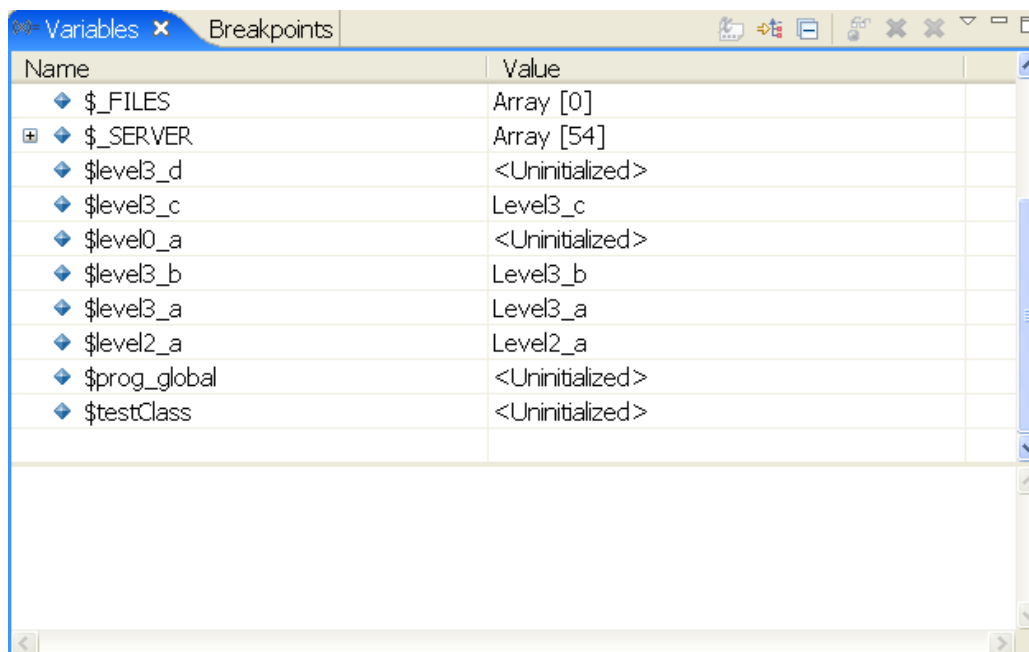 (x)= Variables Breakpoints
Name Value
$_FILES Array [0]
$_SERVER Array [54]
$level3_d <Uninitialized>
$level3_c Level3_c
$level0_a <Uninitialized>
$level3_b Level3_b
$level3_a Level3_a
$level2_a Level2_a
$prog_global <Uninitialized>
$testClass <Uninitialized>